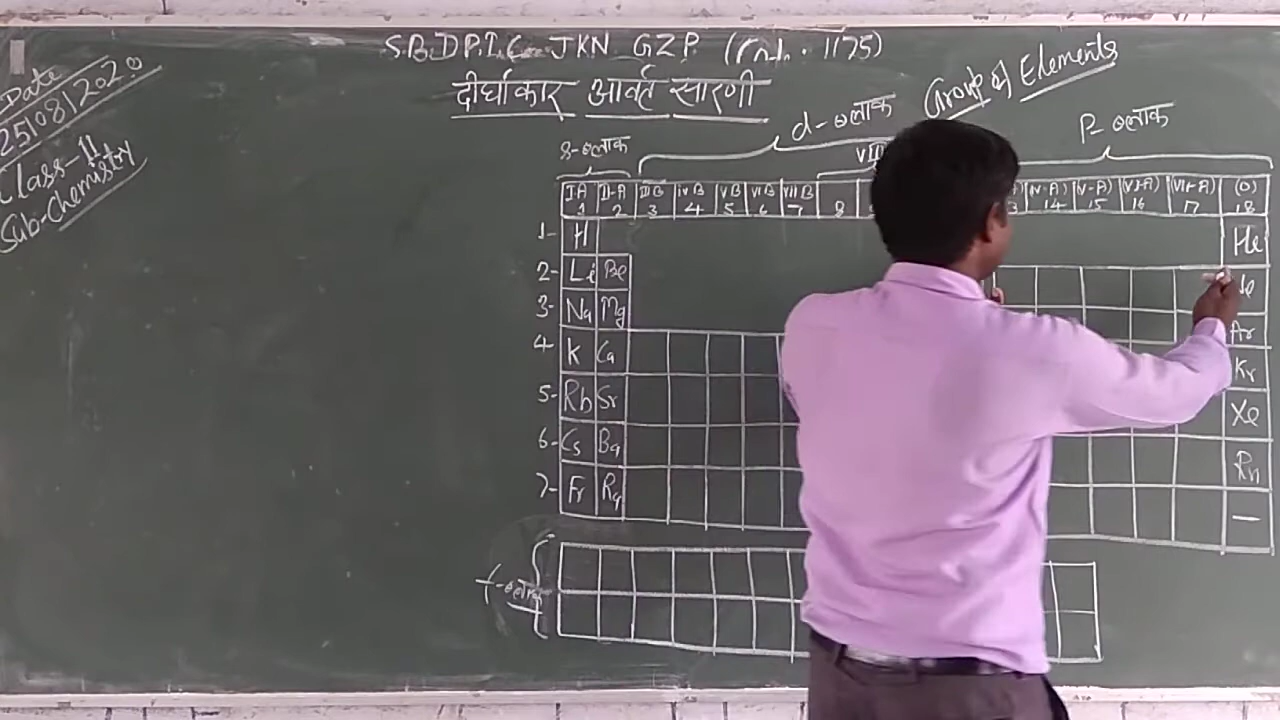 S.B.D P.I.C JKN GZP. ( 1175)
Date
25/08/2020
Class-11
Sub-Chemistry
दीर्घाकार आवर्त सारणी
Group of Elements
s-ब्लाक d-ब्लाक P-ब्लाक
VIII
I-A II-A III B IV B V B VI B VII B (IV-A) (V-A) (VI-A) (VII-A) (0)
1 2 3 4 5 6 7 8 14 15 16 17 18
1- H He
2- Li Be
3- Na Mg Ar
4- K Ca Kr
5- Rb Sr Xe
6- Cs Ba Rn
7- Fr Ra —
f-ब्लाक